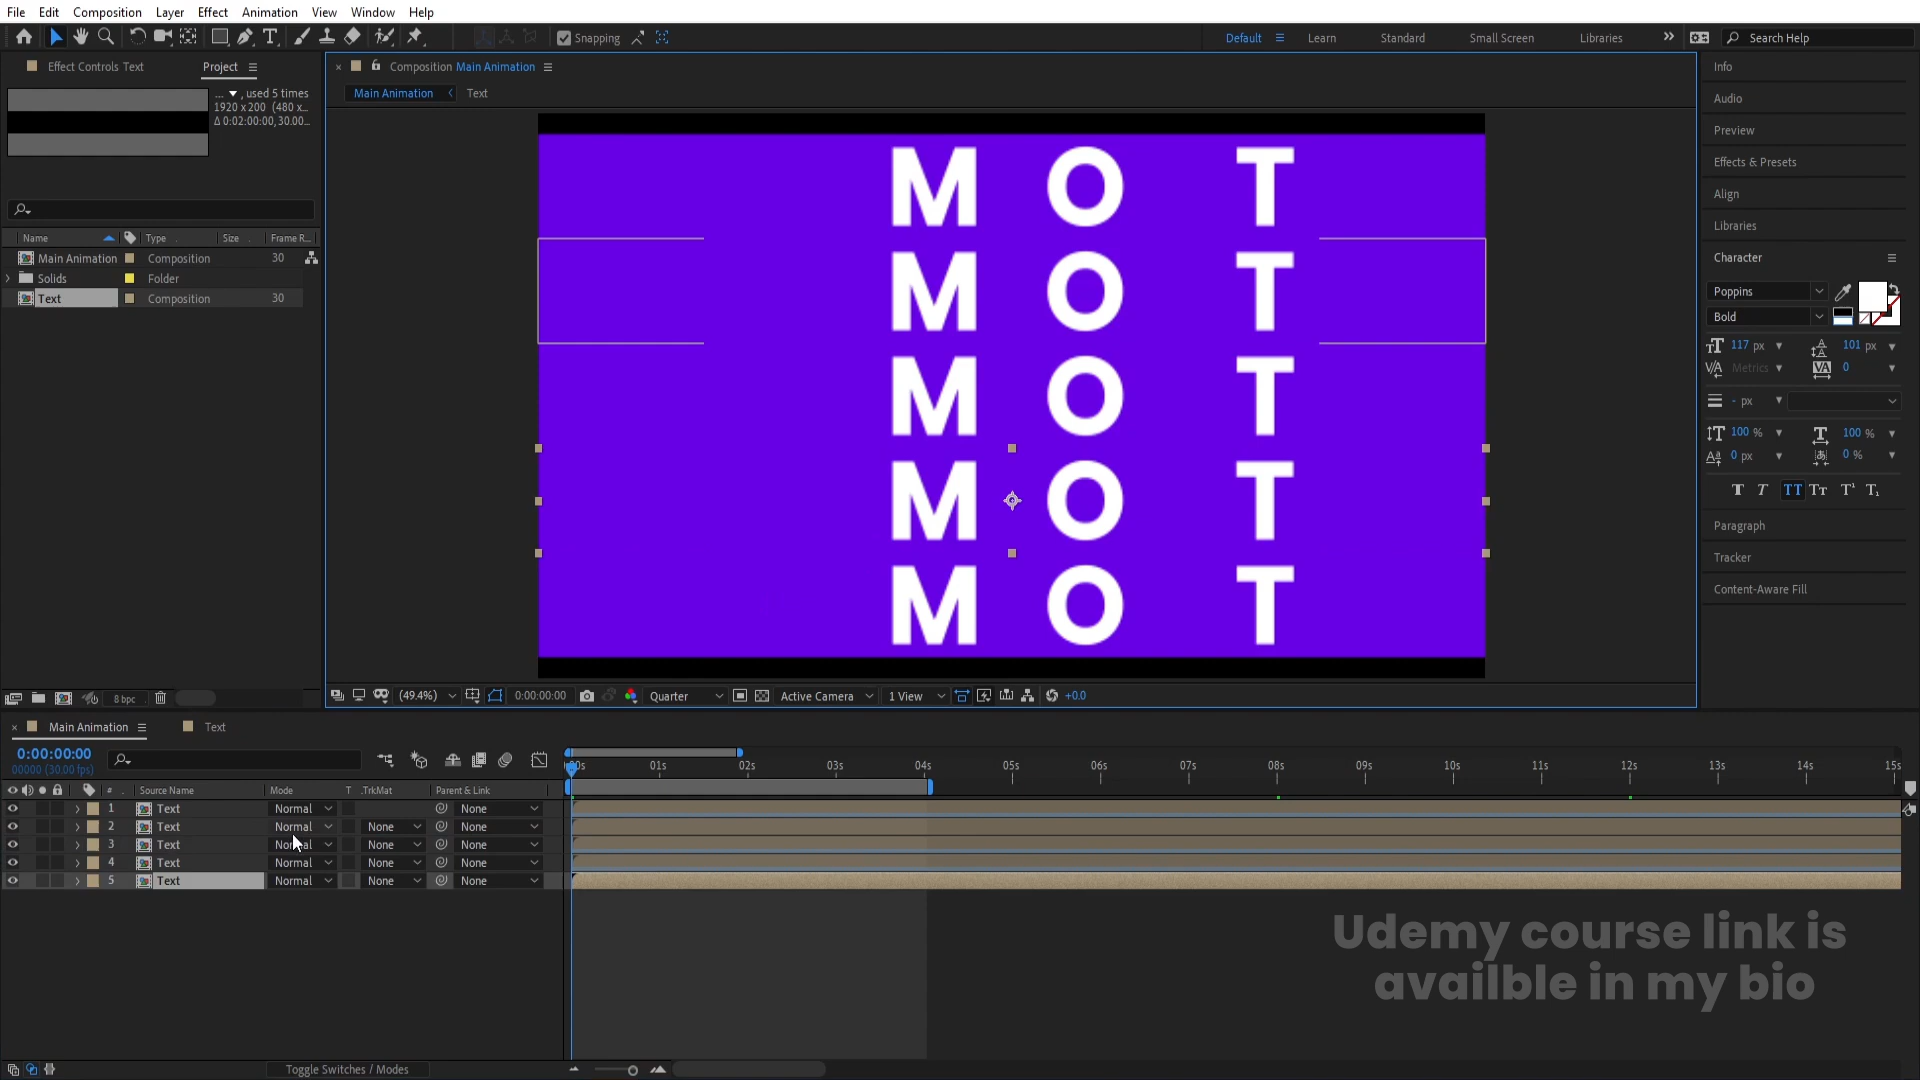 File Edit Composition Layer Effect Animation View Window Help
Snapping
Default Learn Standard Small Screen Libraries Search Help
Effect Controls Text Project
... , used 5 times
1920 x 200 (480 x...
Δ 0:02:00:00, 30.00...
Name Type Size Frame R...
Main Animation Composition 30
Solids Folder
Text Composition 30
8 bpc
Composition Main Animation
Main Animation Text
M O T
M O T
M O T
M O T
M O T
(49.4%) 0:00:00:00 Quarter Active Camera 1 View +0.0
Info
Audio
Preview
Effects & Presets
Align
Libraries
Character
Poppins
Bold
117 px 101 px
Metrics 0
- px
100 % 100 %
0 px 0 %
T T TT Tr T¹ T₁
Paragraph
Tracker
Content-Aware Fill
Main Animation Text
0:00:00:00
00000 (30.00 fps)
01s 02s 03s 04s 05s 06s 07s 08s 09s 10s 11s 12s 13s 14s 15s
# Source Name Mode T .TrkMat Parent & Link
1 Text Normal None
2 Text Normal None None
3 Text Normal None None
4 Text Normal None None
5 Text Normal None None
Udemy course link is
availble in my bio
Toggle Switches / Modes